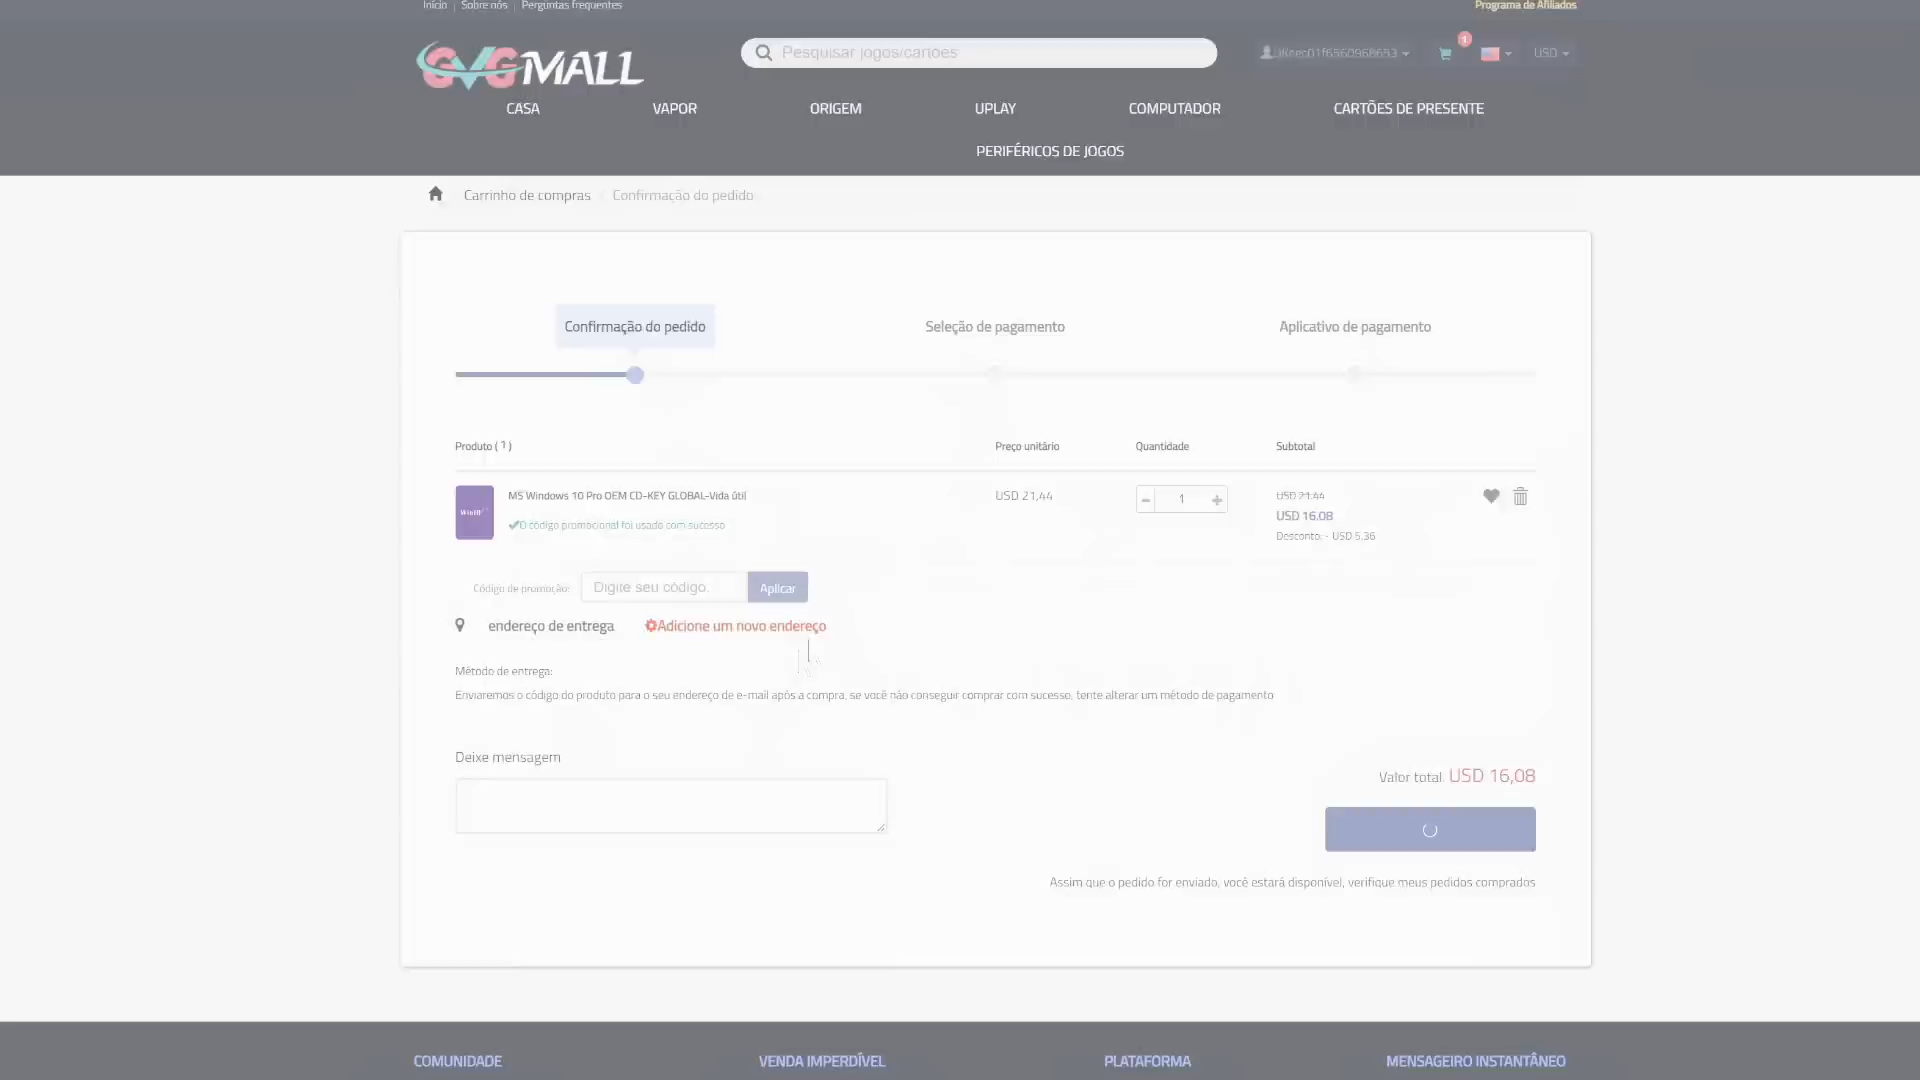 Início | Sobre nós | Perguntas frequentes
Programa de Afiliados
GVGMALL
Pesquisar jogos/cartões
USD
1
CASA
VAPOR
ORIGEM
UPLAY
COMPUTADOR
CARTÕES DE PRESENTE
PERIFÉRICOS DE JOGOS
Carrinho de compras
Confirmação do pedido
Confirmação do pedido
Seleção de pagamento
Aplicativo de pagamento
Produto ( 1 )
Preço unitário
Quantidade
Subtotal
MS Windows 10 Pro OEM CD-KEY GLOBAL-Vida útil
USD 21,44
1
USD 21.44
USD 16.08
Desconto: - USD 5.36
O código promocional foi usado com sucesso
Código de promoção:
Digite seu código.
Aplicar
endereço de entrega
Adicione um novo endereço
Método de entrega:
Enviaremos o código do produto para o seu endereço de e-mail após a compra, se você não conseguir comprar com sucesso, tente alterar um método de pagamento
Deixe mensagem
Valor total: USD 16,08
Assim que o pedido for enviado, você estará disponível, verifique meus pedidos comprados
COMUNIDADE
VENDA IMPERDÍVEL
PLATAFORMA
MENSAGEIRO INSTANTÂNEO